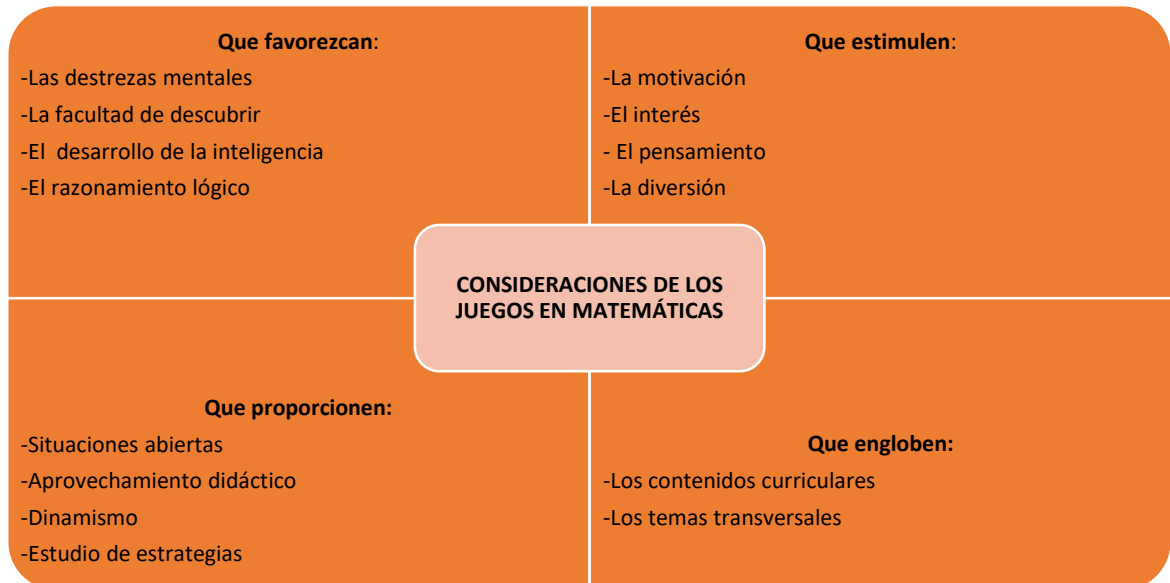 Que favorezcan:
-Las destrezas mentales
-La facultad de descubrir
-El  desarrollo de la inteligencia
-El razonamiento lógico
Que estimulen:
-La motivación
-El interés
- El pensamiento
-La diversión
CONSIDERACIONES DE LOS
JUEGOS EN MATEMÁTICAS
Que proporcionen:
-Situaciones abiertas
-Aprovechamiento didáctico
-Dinamismo
-Estudio de estrategias
Que engloben:
-Los contenidos curriculares
-Los temas transversales